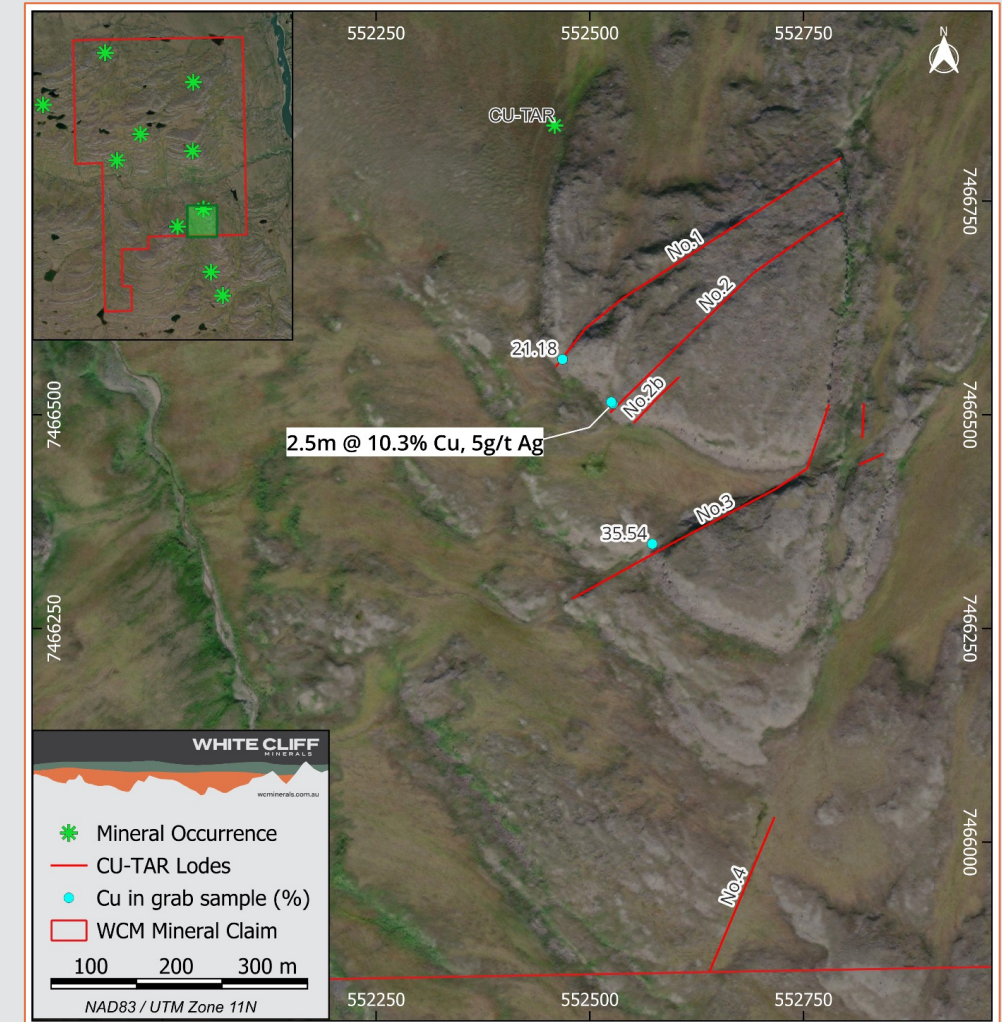 552250
552500
552750
N
CU-TAR
7466750
No.1
No.2
21.18
No.2b
7466500
7466500
2.5m @ 10.3% Cu, 5g/t Ag
No.3
35.54
7466250
7466250
WHITE CLIFF
MINERALS
wcminerals.com.au
Mineral Occurrence
CU-TAR Lodes
Cu in grab sample (%)
WCM Mineral Claim
100 200 300 m
NAD83 / UTM Zone 11N
7466000
No.4
552250
552500
552750